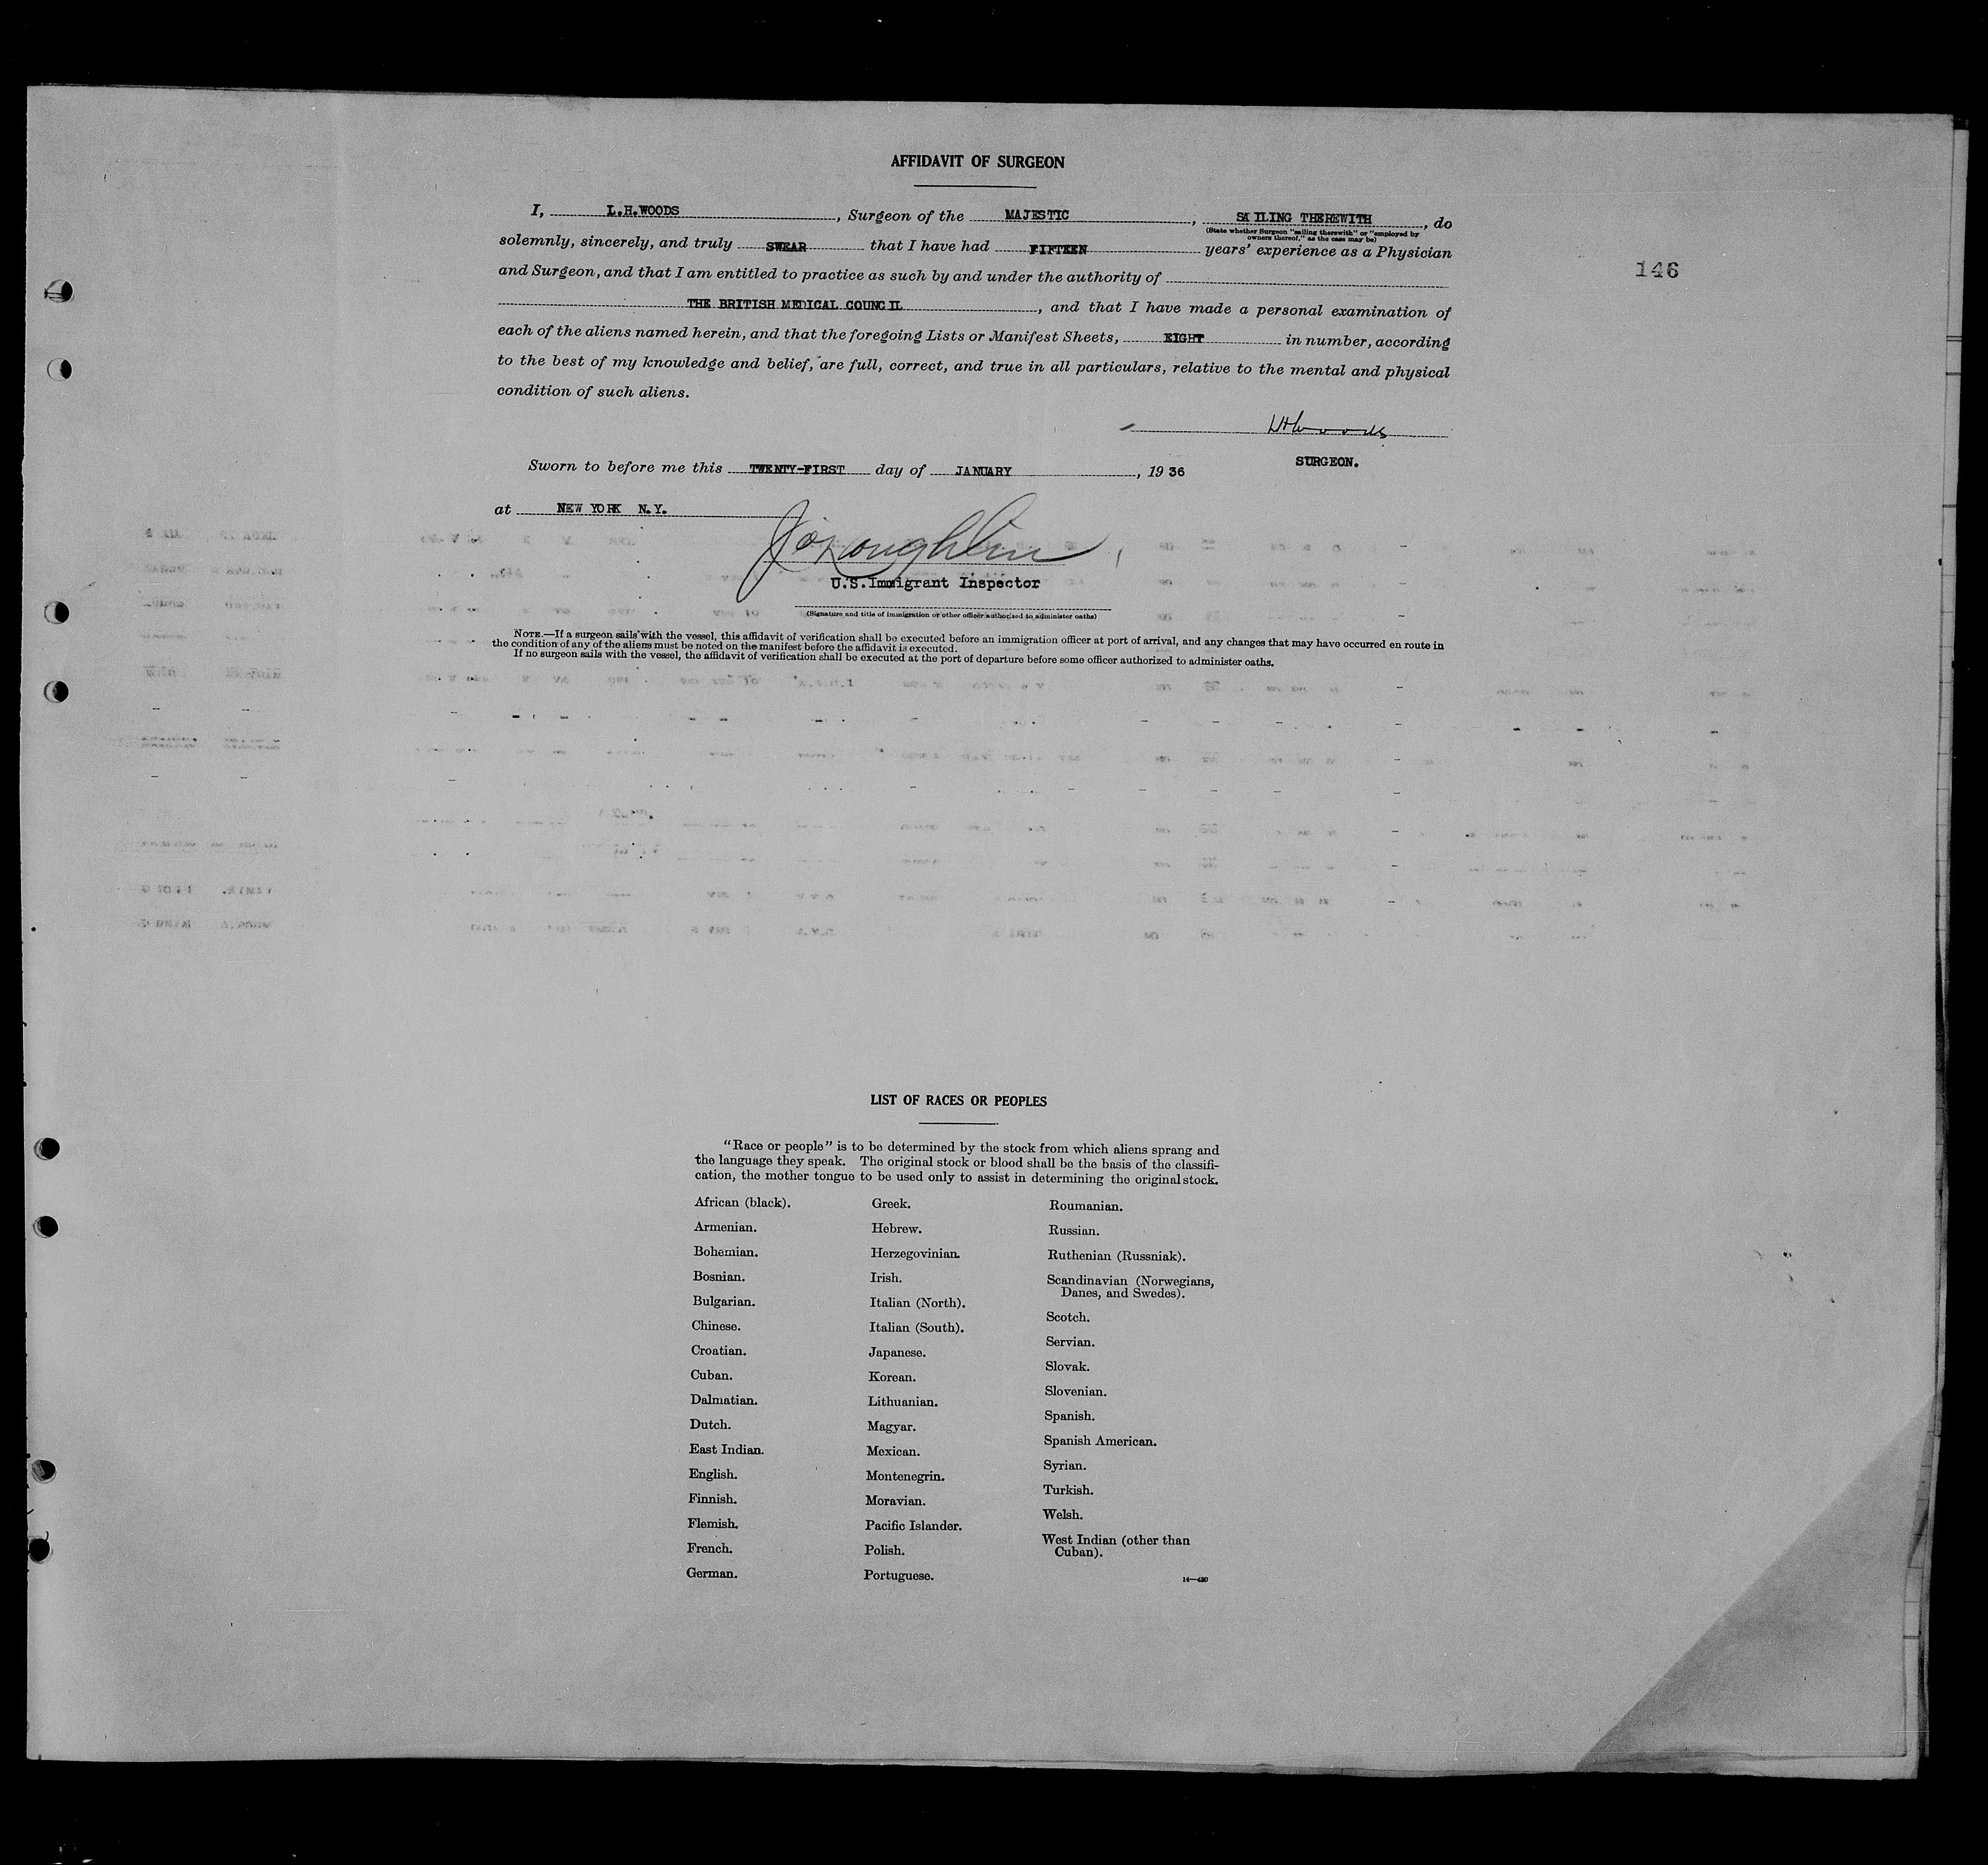 AFFIDAVIT OF SURGEON
I, L.H.WOODS, Surgeon of the MAJESTIC, SAILING THEREWITH, do
(State whether Surgeon "sailing therewith" or "employed by
owners thereof," as the case may be)
solemnly, sincerely, and truly SWEAR that I have had FIFTEEN years' experience as a Physician
and Surgeon, and that I am entitled to practice as such by and under the authority of
146
THE BRITISH MEDICAL COUNCIL, and that I have made a personal examination of
each of the aliens named herein, and that the foregoing Lists or Manifest Sheets, EIGHT in number, according
to the best of my knowledge and belief, are full, correct, and true in all particulars, relative to the mental and physical
condition of such aliens.
LHWoods
SURGEON.
Sworn to before me this TWENTY-FIRST day of JANUARY, 1936
at NEW YORK N.Y.
U.S.Immigrant Inspector
(Signature and title of immigration or other officer authorized to administer oaths)
NOTE.—If a surgeon sails with the vessel, this affidavit of verification shall be executed before an immigration officer at port of arrival, and any changes that may have occurred en route in
the condition of any of the aliens must be noted on the manifest before the affidavit is executed.
If no surgeon sails with the vessel, the affidavit of verification shall be executed at the port of departure before some officer authorized to administer oaths.
LIST OF RACES OR PEOPLES
"Race or people" is to be determined by the stock from which aliens sprang and
the language they speak. The original stock or blood shall be the basis of the classifi-
cation, the mother tongue to be used only to assist in determining the original stock.
African (black).
Armenian.
Bohemian.
Bosnian.
Bulgarian.
Chinese.
Croatian.
Cuban.
Dalmatian.
Dutch.
East Indian.
English.
Finnish.
Flemish.
French.
German.
Greek.
Hebrew.
Herzegovinian.
Irish.
Italian (North).
Italian (South).
Japanese.
Korean.
Lithuanian.
Magyar.
Mexican.
Montenegrin.
Moravian.
Pacific Islander.
Polish.
Portuguese.
Roumanian.
Russian.
Ruthenian (Russniak).
Scandinavian (Norwegians,
Danes, and Swedes).
Scotch.
Servian.
Slovak.
Slovenian.
Spanish.
Spanish American.
Syrian.
Turkish.
Welsh.
West Indian (other than
Cuban).
14—420